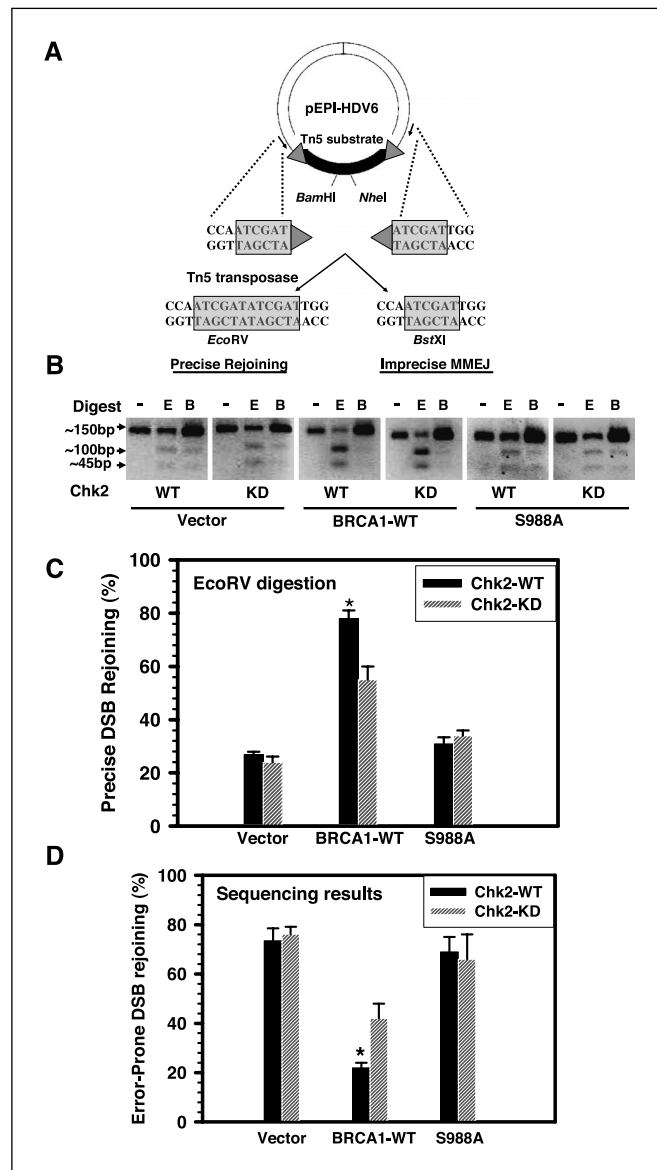 A
pEPI-HDV6
Tn5 substrate
BamHI NheI
CCAATCGAT ATCGATTGG
GGTTAGCTA TAGCTAACC
Tn5 transposase
CCAATCGATATCGATTGG CCAATCGATTGG
GGTTAGCTATAGCTAACC GGTTAGCTAACC
EcoRV BstXI
Precise Rejoining Imprecise MMEJ
B
Digest - E B - E B - E B - E B - E B - E B
~150bp
~100bp
~45bp
Chk2 WT KD WT KD WT KD
Vector BRCA1-WT S988A
C
EcoRV digestion
Chk2-WT
Chk2-KD
Precise DSB Rejoining (%)
100
80
60
40
20
0
*
Vector BRCA1-WT S988A
D
Sequencing results
Chk2-WT
Chk2-KD
Error-Prone DSB rejoining (%)
100
80
60
40
20
0
*
Vector BRCA1-WT S988A